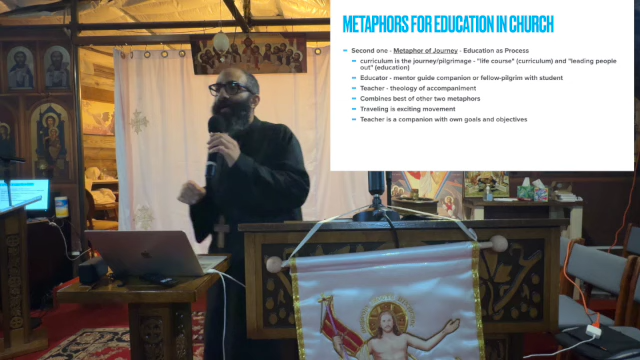 METAPHORS FOR EDUCATION IN CHURCH
Second one - Metaphor of Journey - Education as Process
curriculum is the journey/pilgrimage - "life course" (curriculum) and "leading people
out" (education)
Educator - mentor guide companion or fellow-pilgrim with student
Teacher - theology of accompaniment
Combines best of other two metaphors
Traveling is exciting movement
Teacher is a companion with own goals and objectives